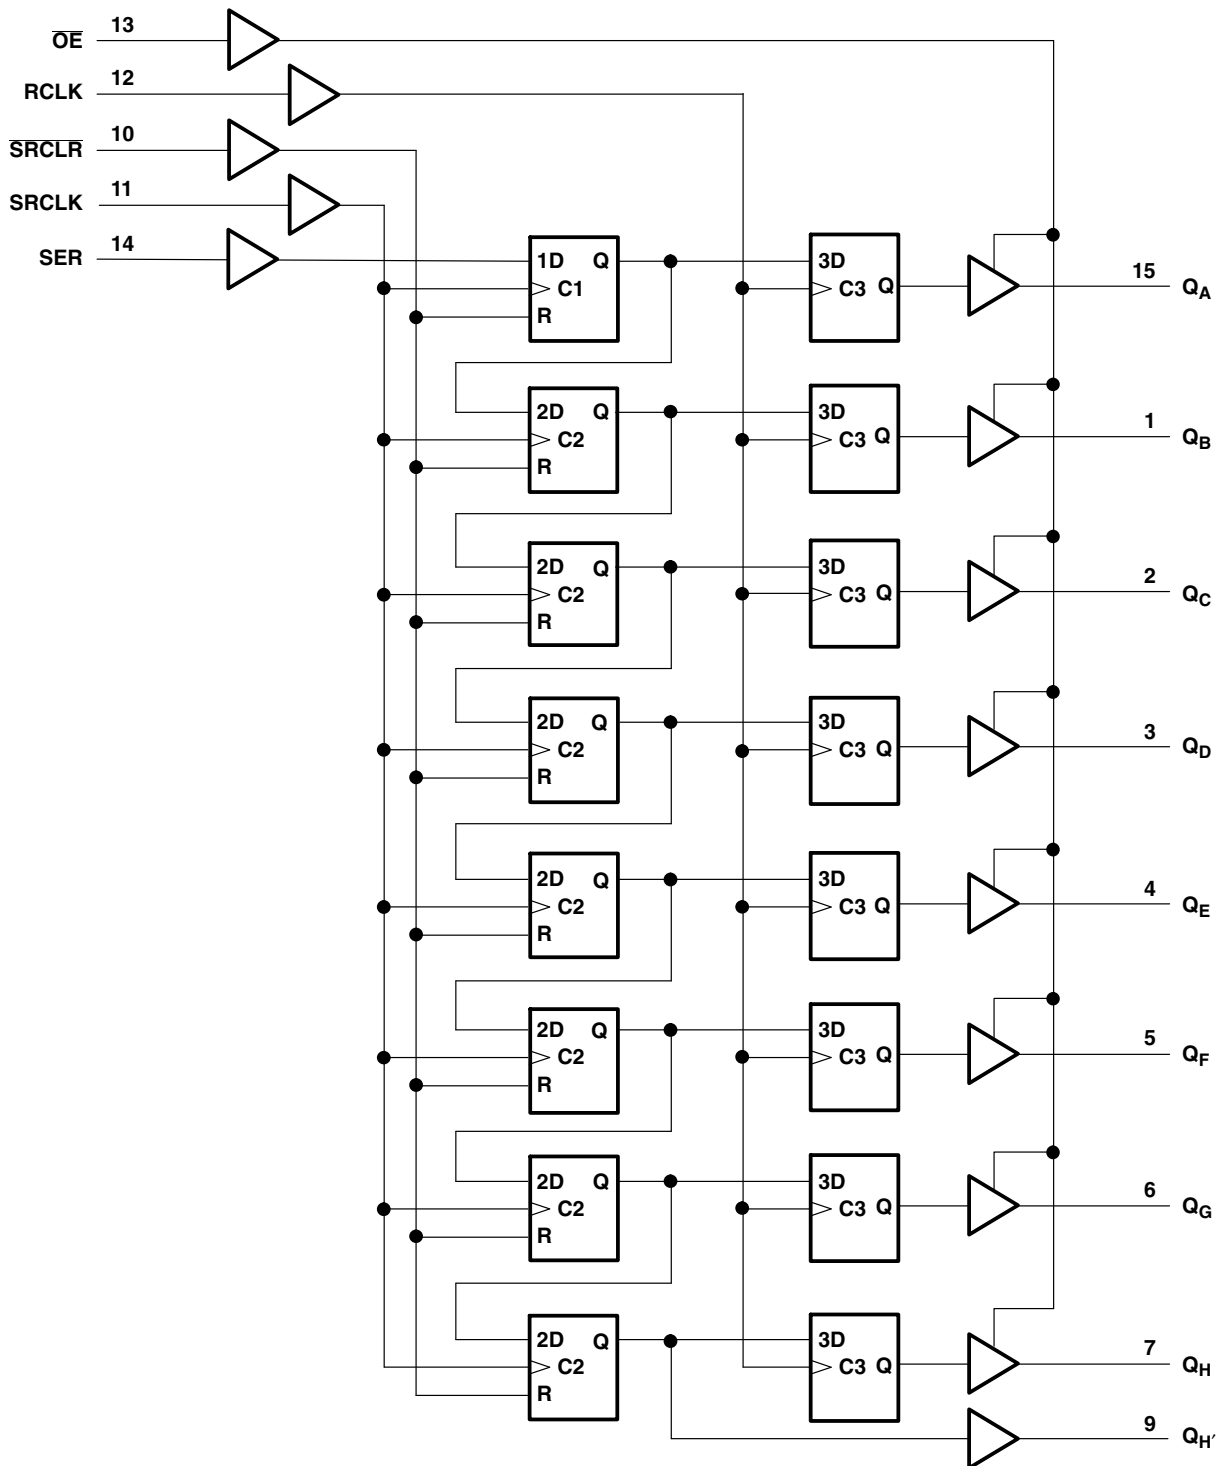 13
O̅E̅
12
RCLK
10
S̅R̅C̅L̅R̅
11
SRCLK
14
SER
1D Q
C1
R
3D
C3 Q
15
QA
2D Q
C2
R
3D
C3 Q
1
QB
2D Q
C2
R
3D
C3 Q
2
QC
2D Q
C2
R
3D
C3 Q
3
QD
2D Q
C2
R
3D
C3 Q
4
QE
2D Q
C2
R
3D
C3 Q
5
QF
2D Q
C2
R
3D
C3 Q
6
QG
2D Q
C2
R
3D
C3 Q
7
QH
9
QH′